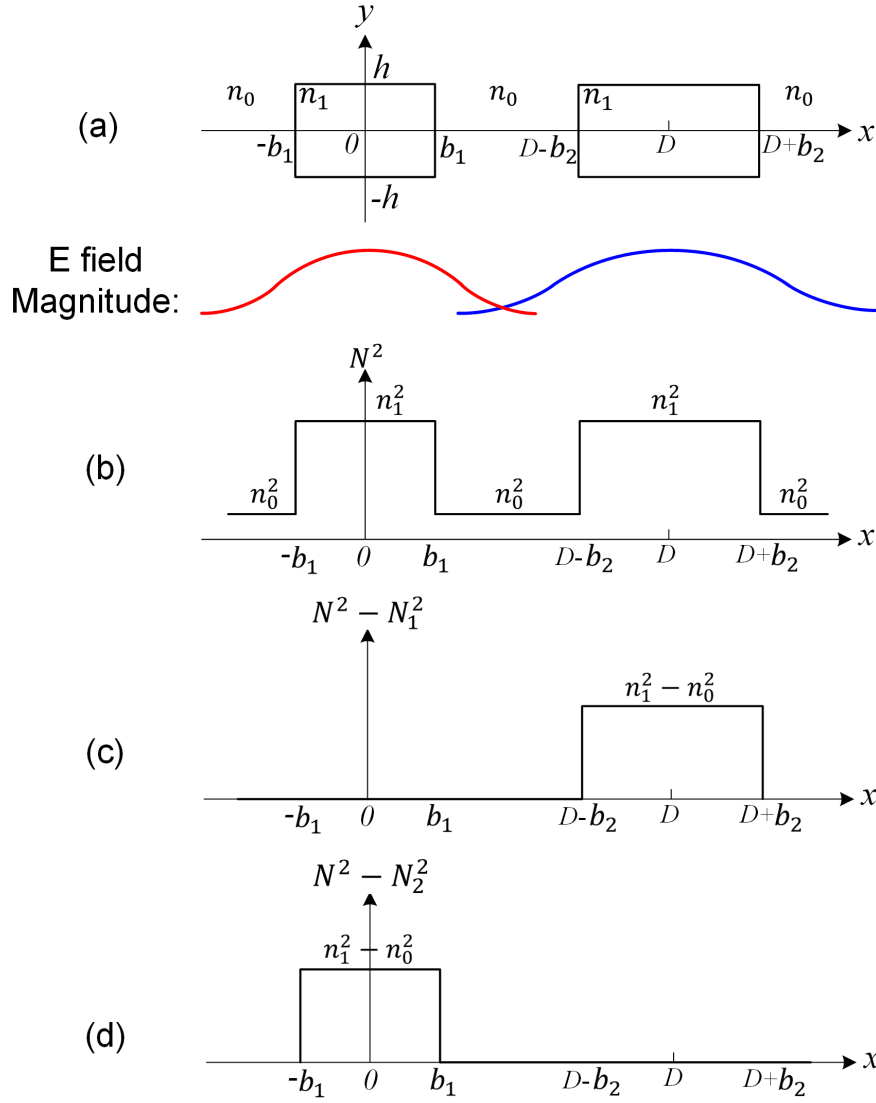 y
h
n₀ n₁ n₀ n₁ n₀
(a)
x
-b₁ 0 b₁ D-b₂ D D+b₂
-h
E field
Magnitude:
N²
n₁² n₁²
(b)
n₀² n₀² n₀²
x
-b₁ 0 b₁ D-b₂ D D+b₂
N² − N₁²
n₁² − n₀²
(c)
x
-b₁ 0 b₁ D-b₂ D D+b₂
N² − N₂²
n₁² − n₀²
(d)
x
-b₁ 0 b₁ D-b₂ D D+b₂